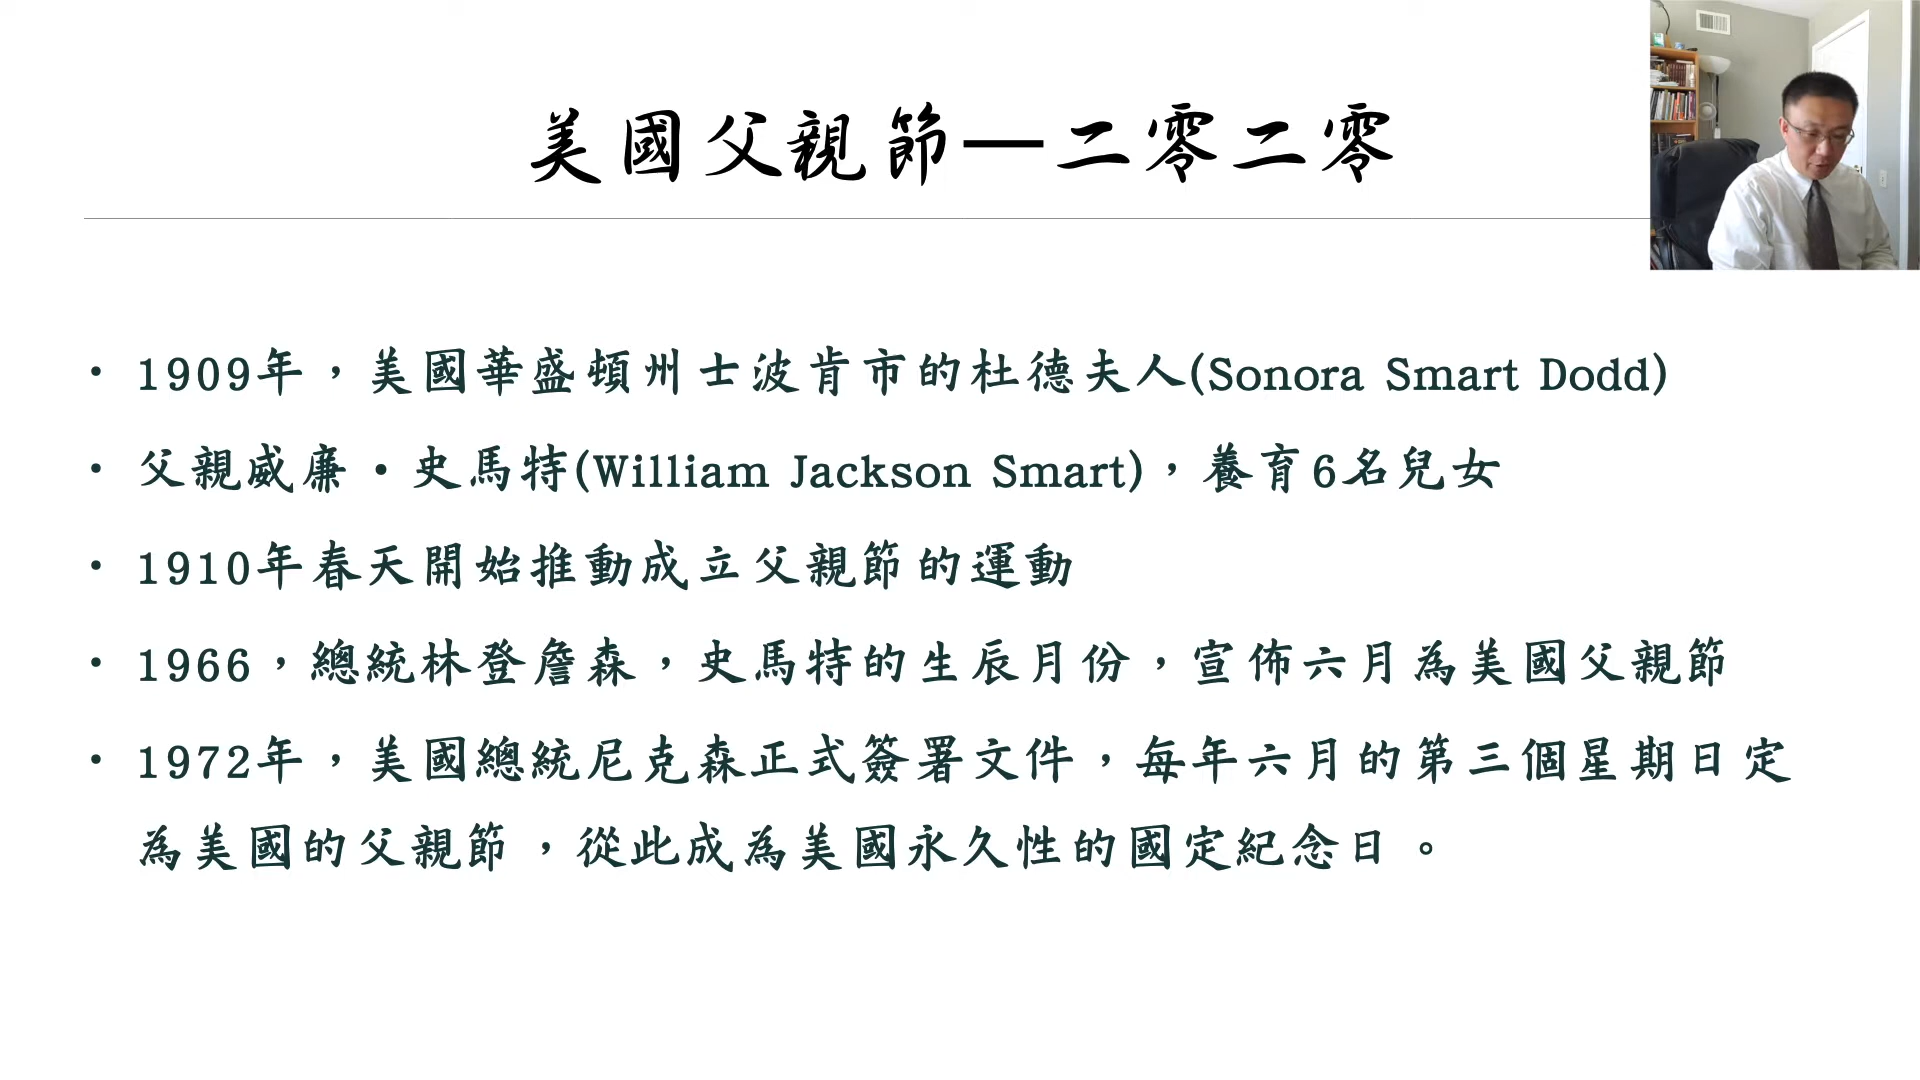 美國父親節—二零二零
• 1909年，美國華盛頓州士波肯市的杜德夫人(Sonora Smart Dodd)
• 父親威廉·史馬特(William Jackson Smart)，養育6名兒女
• 1910年春天開始推動成立父親節的運動
• 1966，總統林登詹森，史馬特的生辰月份，宣佈六月為美國父親節
• 1972年，美國總統尼克森正式簽署文件，每年六月的第三個星期日定
為美國的父親節，從此成為美國永久性的國定紀念日。